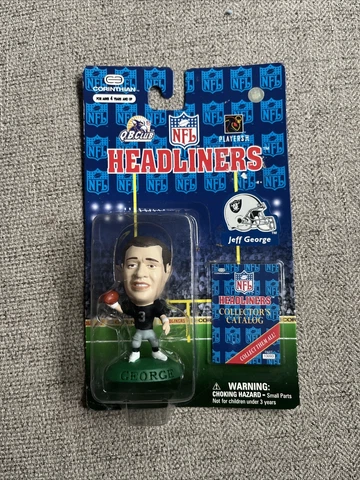 CORINTHIAN
FOR AGES 4 YEARS AND UP
Q.B. CLUB
NFL
PLAYERS
HEADLINERS
Jeff George
NFL
HEADLINERS
COLLECTOR'S
CATALOG
COLLECT THEM ALL!
3
GEORGE
WARNING:
CHOKING HAZARD - Small Parts
Not for children under 3 years